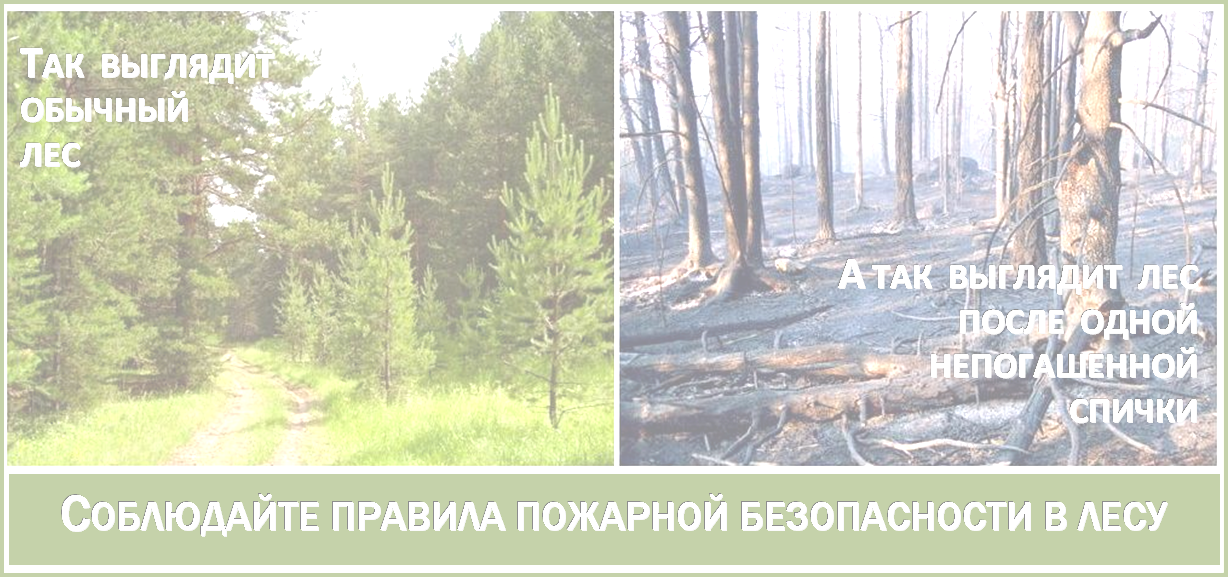 Так выглядит
обычный
лес
А так выглядит лес
после одной
непогашенной
спички
Соблюдайте правила пожарной безопасности в лесу